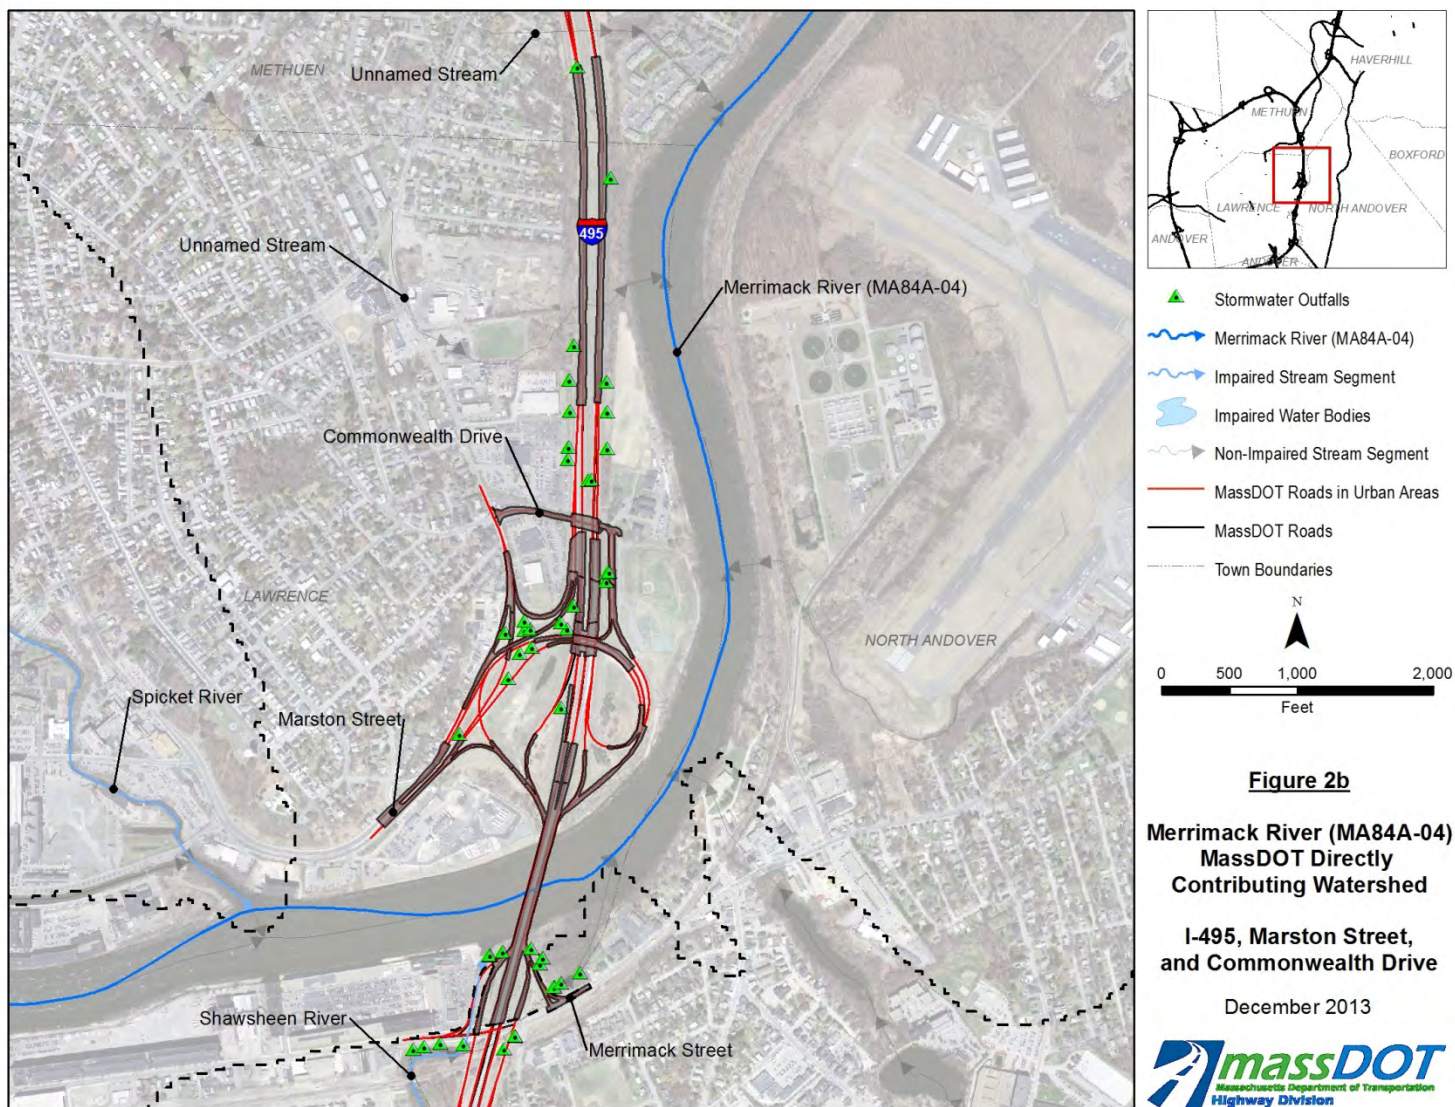 METHUEN
Unnamed Stream
495
Unnamed Stream
Merrimack River (MA84A-04)
Commonwealth Drive
LAWRENCE
NORTH ANDOVER
Spicket River
Marston Street
Shawsheen River
Merrimack Street
HAVERHILL
METHUEN
BOXFORD
LAWRENCE
NORTH ANDOVER
ANDOVER
ANDOVER
Stormwater Outfalls
Merrimack River (MA84A-04)
Impaired Stream Segment
Impaired Water Bodies
Non-Impaired Stream Segment
MassDOT Roads in Urban Areas
MassDOT Roads
Town Boundaries
N
0 500 1,000 2,000
Feet
Figure 2b
Merrimack River (MA84A-04)
MassDOT Directly
Contributing Watershed
I-495, Marston Street,
and Commonwealth Drive
December 2013
massDOT
Massachusetts Department of Transportation
Highway Division